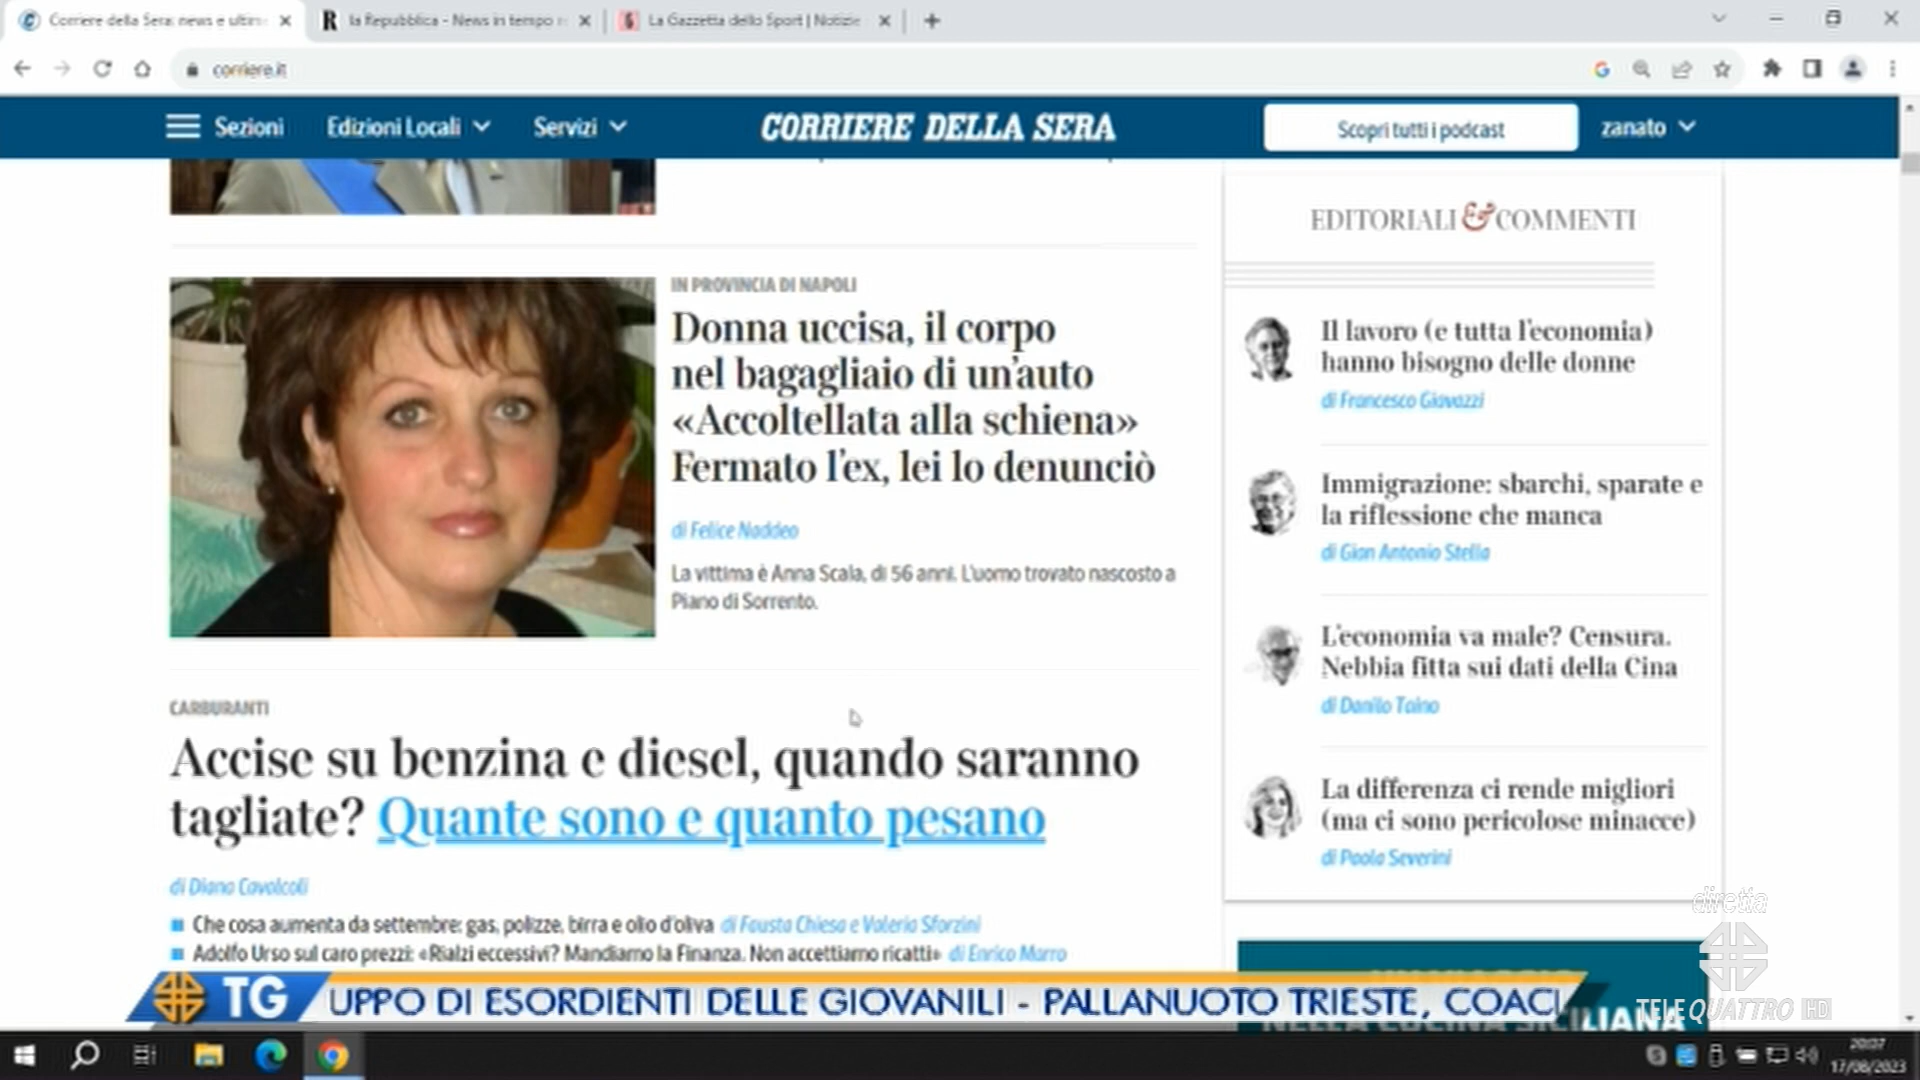 Corriere della Sera: news e ultim
la Repubblica - News in tempo r
La Gazzetta dello Sport | Notizie
corriere.it
Sezioni
Edizioni Locali
Servizi
CORRIERE DELLA SERA
Scopri tutti i podcast
zanato
IN PROVINCIA DI NAPOLI
Donna uccisa, il corpo
nel bagagliaio di un'auto
«Accoltellata alla schiena»
Fermato l'ex, lei lo denunciò
di Felice Naddeo
La vittima è Anna Scala, di 56 anni. L'uomo trovato nascosto a
Piano di Sorrento.
CARBURANTI
Accise su benzina e diesel, quando saranno
tagliate? Quante sono e quanto pesano
di Diana Cavalcoli
Che cosa aumenta da settembre: gas, polizze, birra e olio d'oliva di Fausta Chiesa e Valeria Sforzini
Adolfo Urso sul caro prezzi: «Rialzi eccessivi? Mandiamo la Finanza. Non accettiamo ricatti» di Enrico Marro
EDITORIALI & COMMENTI
Il lavoro (e tutta l'economia)
hanno bisogno delle donne
di Francesco Giavazzi
Immigrazione: sbarchi, sparate e
la riflessione che manca
di Gian Antonio Stella
L'economia va male? Censura.
Nebbia fitta sui dati della Cina
di Danilo Taino
La differenza ci rende migliori
(ma ci sono pericolose minacce)
di Paola Severini
diretta
TELEQUATTRO HD
NELLA CUCINA SICILIANA
TG
UPPO DI ESORDIENTI DELLE GIOVANILI - PALLANUOTO TRIESTE, COACI
20:07
17/08/2023